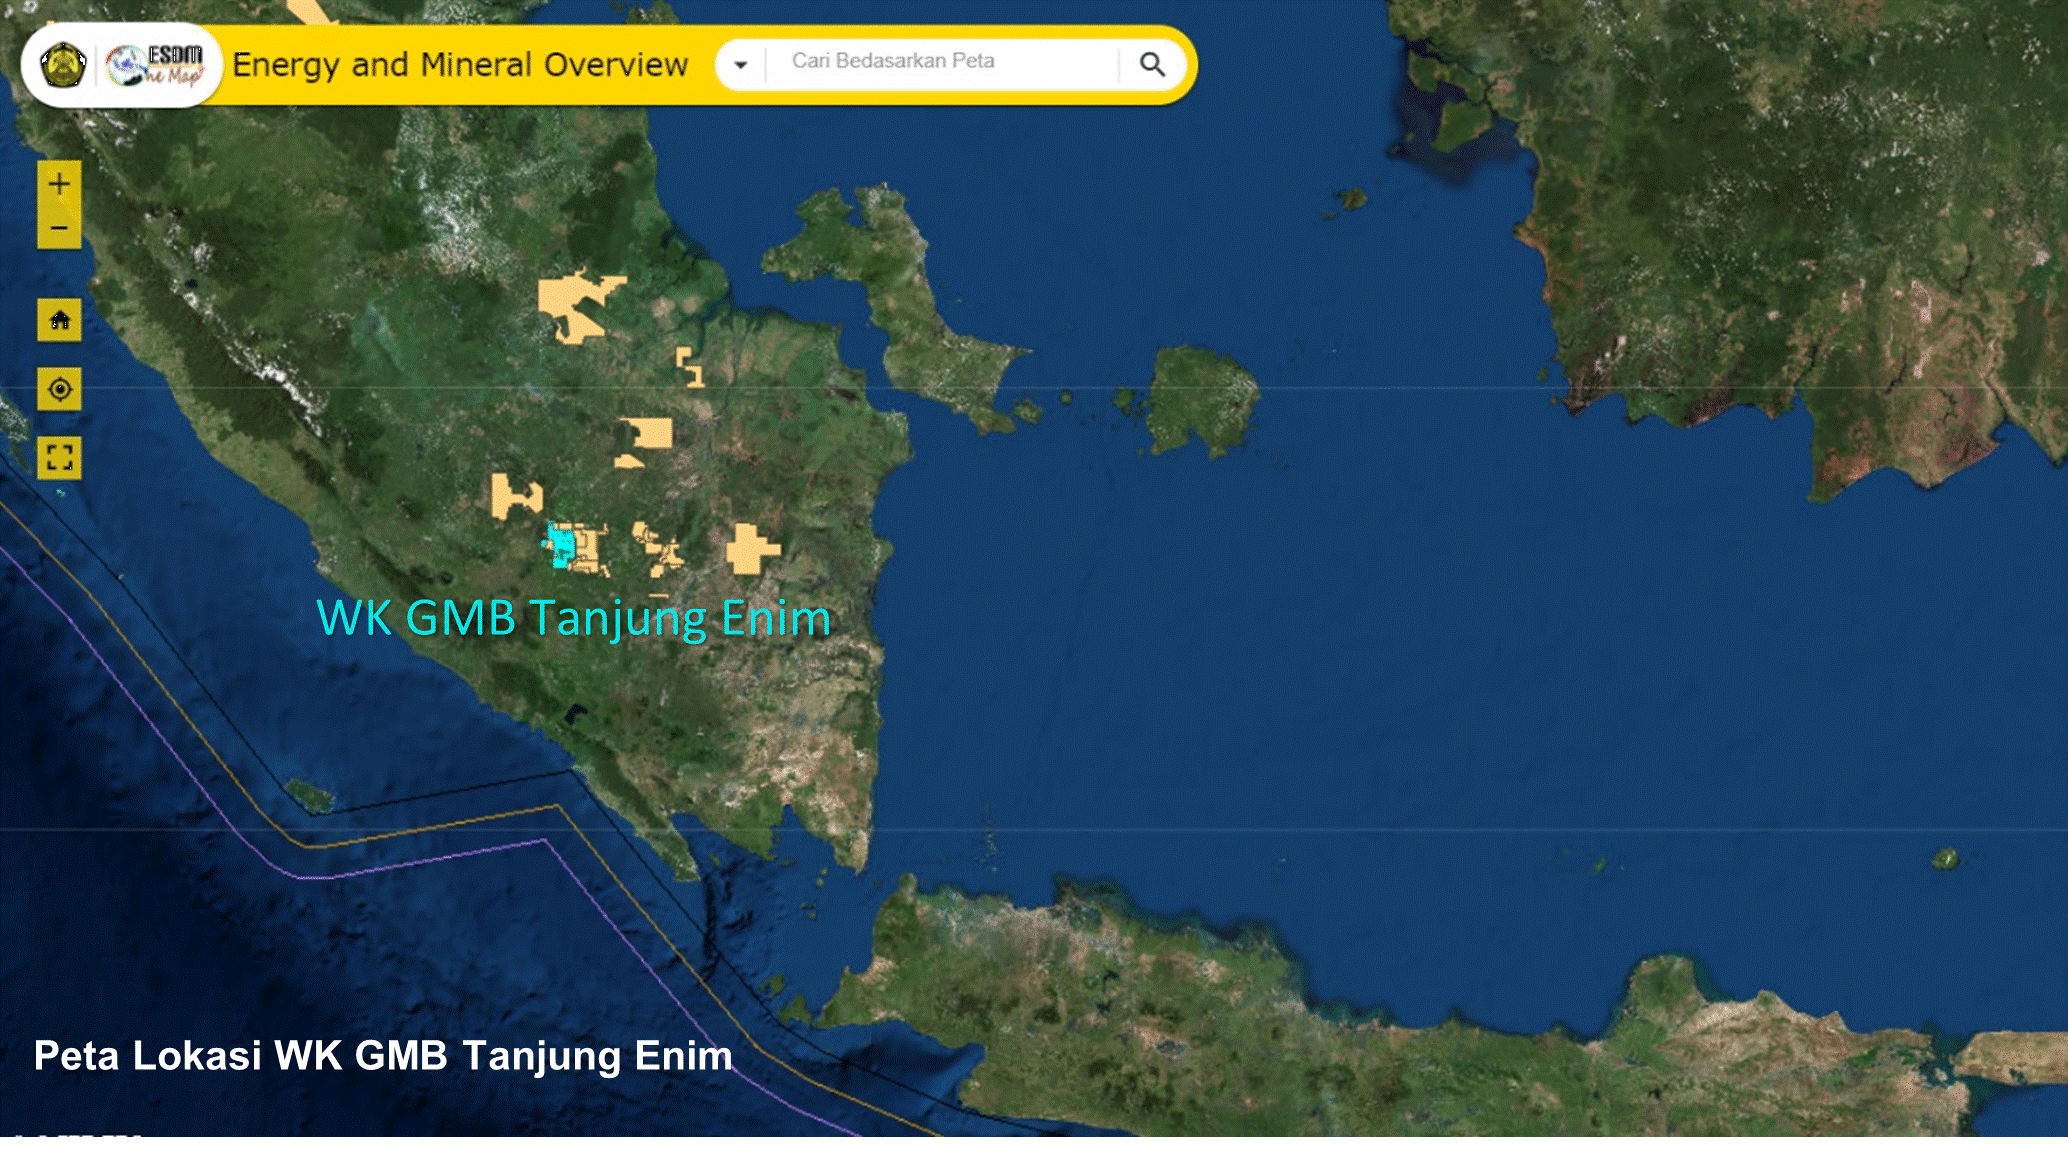 ESDM
One Map
Energy and Mineral Overview
Cari Bedasarkan Peta
WK GMB Tanjung Enim
Peta Lokasi WK GMB Tanjung Enim